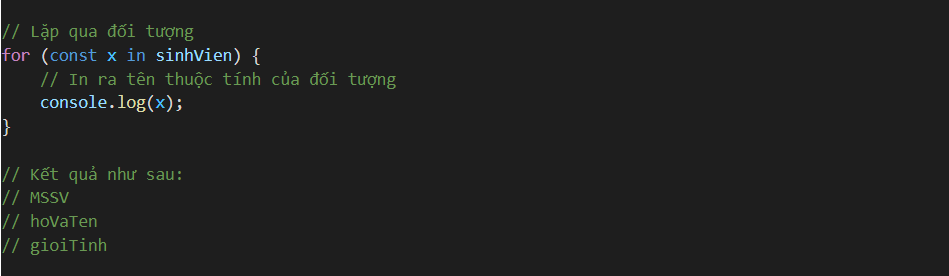 // Lặp qua đối tượng
for (const x in sinhVien) {
    // In ra tên thuộc tính của đối tượng
    console.log(x);
}
// Kết quả như sau:
// MSSV
// hoVaTen
// gioiTinh